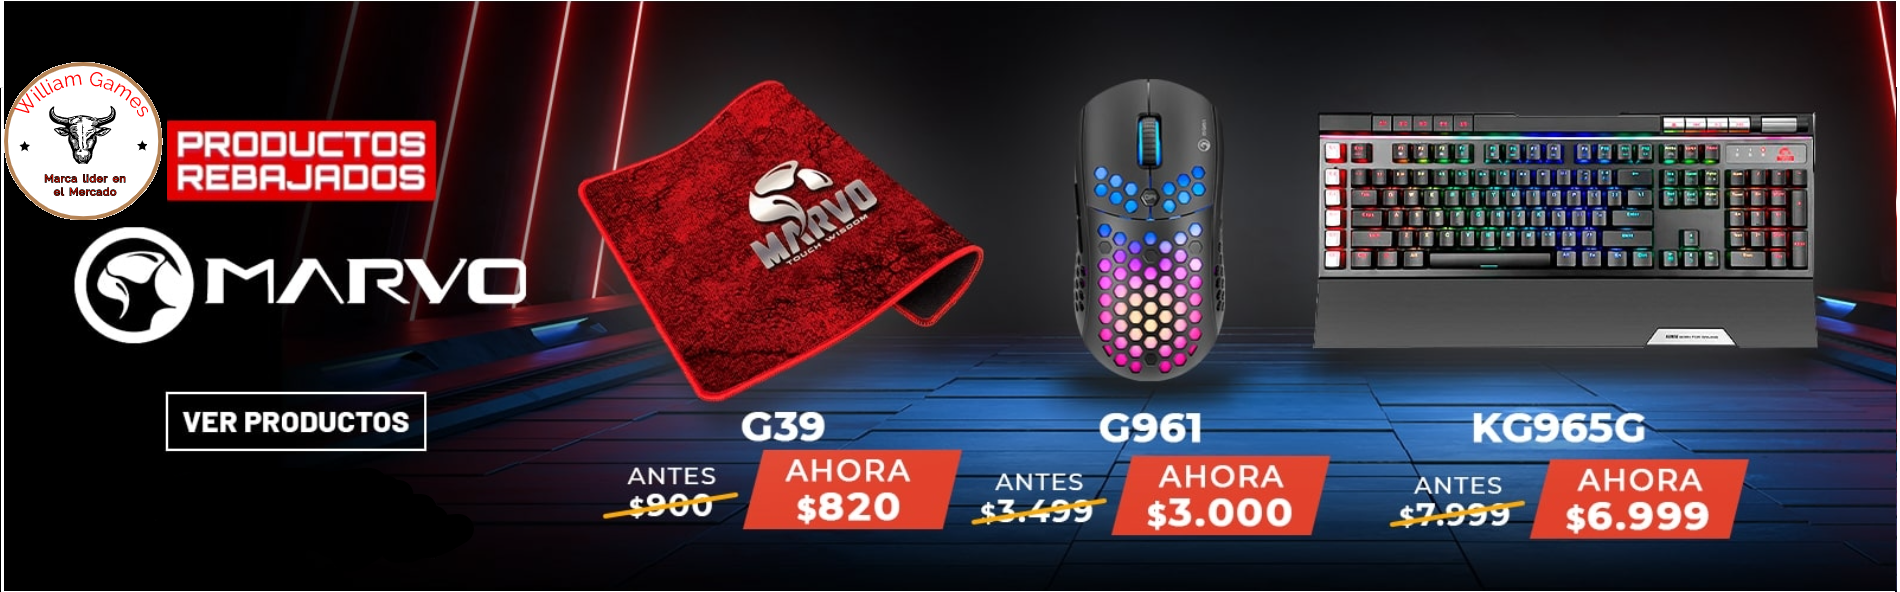 William Games
Marca lider en
el Mercado
PRODUCTOS
REBAJADOS
MARVO
VER PRODUCTOS
MARVO
TOUCH WISDOM
G39
ANTES
$900
AHORA
$820
G961
ANTES
$3.499
AHORA
$3.000
KG965G
ANTES
$7.999
AHORA
$6.999